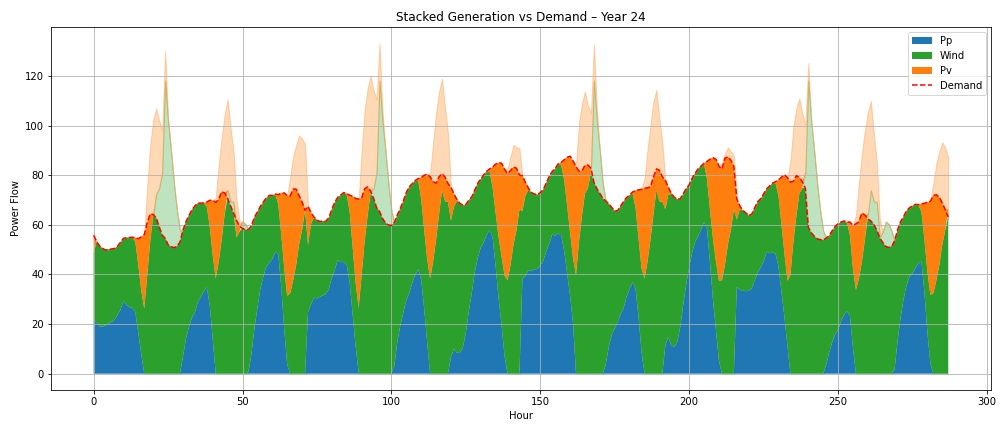 Stacked Generation vs Demand – Year 24
Pp
Wind
Pv
Demand
Power Flow
120
100
80
60
40
20
0
0 50 100 150 200 250 300
Hour